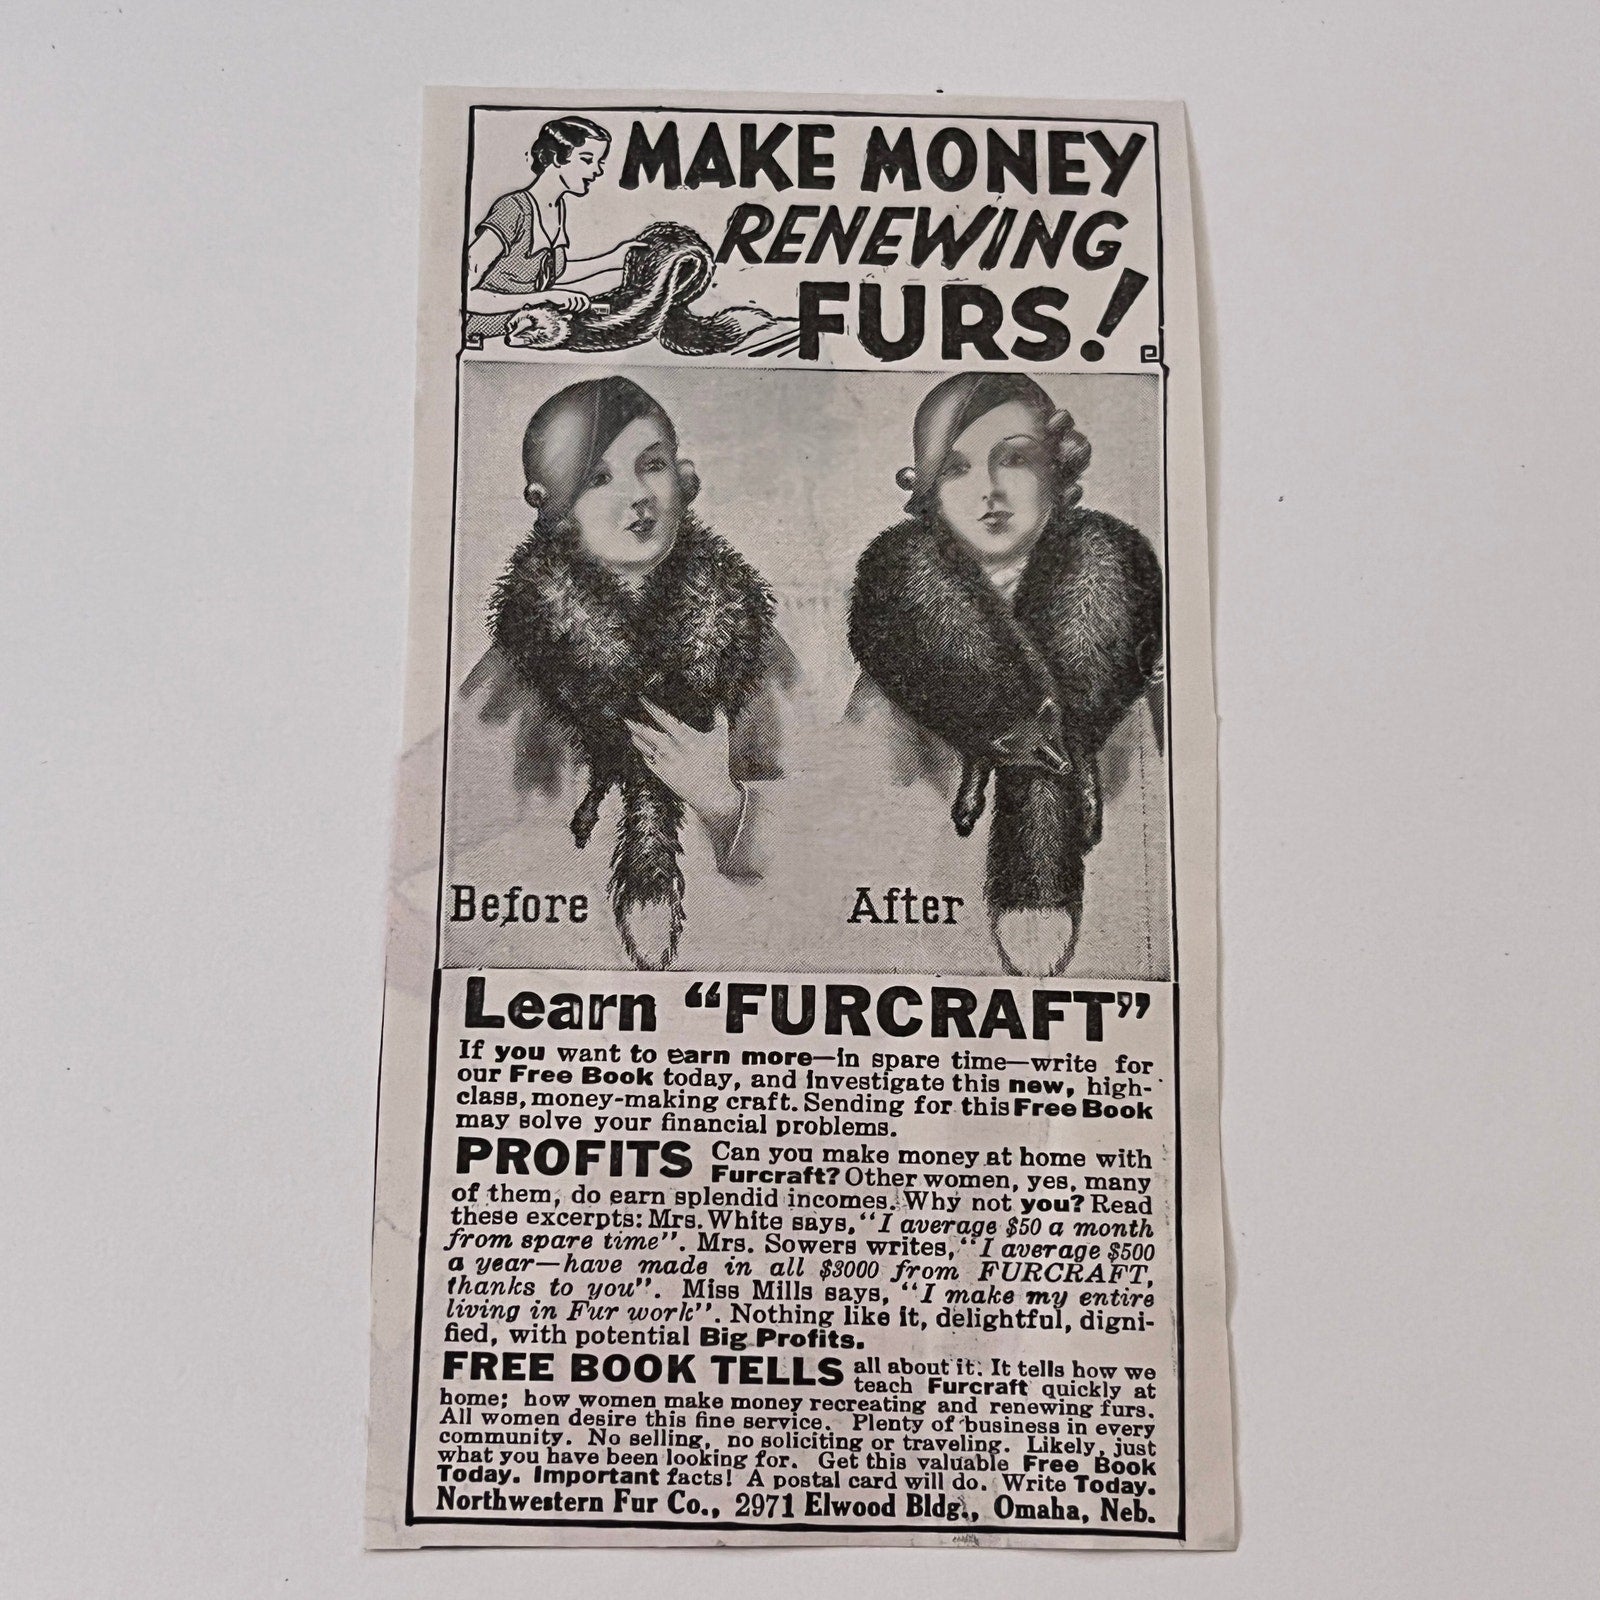 MAKE MONEY
RENEWING
FURS!
Before
After
Learn "FURCRAFT"
If you want to earn more—in spare time—write for
our Free Book today, and investigate this new, high-
class, money-making craft. Sending for this Free Book
may solve your financial problems.
PROFITS Can you make money at home with
Furcraft? Other women, yes, many
of them, do earn splendid incomes. Why not you? Read
these excerpts: Mrs. White says, "I average $50 a month
from spare time". Mrs. Sowers writes, "I average $500
a year—have made in all $3000 from FURCRAFT,
thanks to you". Miss Mills says, "I make my entire
living in Fur work". Nothing like it, delightful, digni-
fied, with potential Big Profits.
FREE BOOK TELLS all about it. It tells how we
teach Furcraft quickly at
home; how women make money recreating and renewing furs.
All women desire this fine service. Plenty of business in every
community. No selling, no soliciting or traveling. Likely, just
what you have been looking for. Get this valuable Free Book
Today. Important facts! A postal card will do. Write Today.
Northwestern Fur Co., 2971 Elwood Bldg., Omaha, Neb.